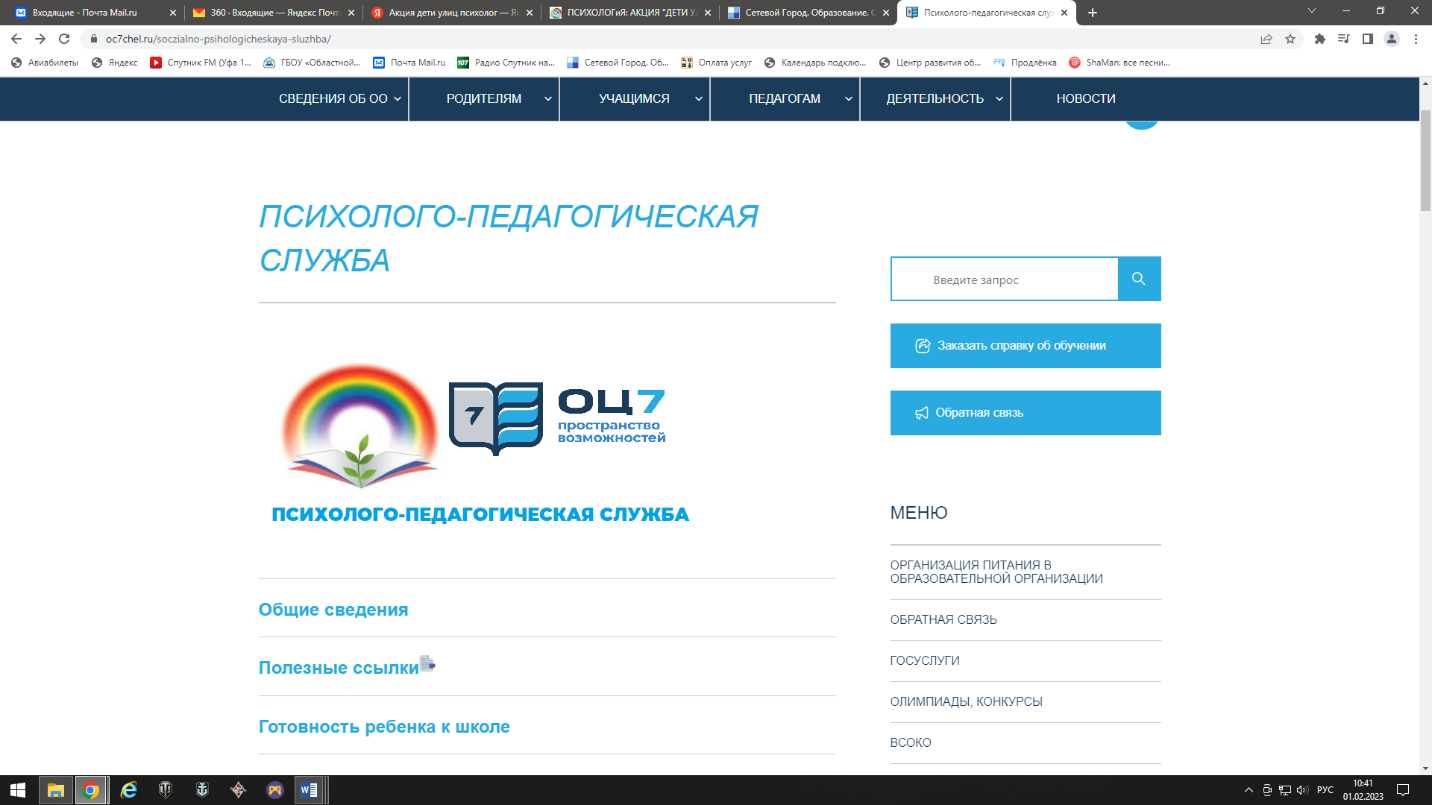 Входящие - Почта Mail.ru
360 · Входящие — Яндекс Почта
Акция дети улиц психолог — Я
ПСИХОЛОГиЯ: АКЦИЯ "ДЕТИ У
Сетевой Город. Образование. С
Психолого-педагогическая слу
oc7chel.ru/soczialno-psihologicheskaya-sluzhba/
Авиабилеты
Яндекс
Спутник FM (Уфа 1...
ГБОУ «Областной...
Почта Mail.ru
107
Радио Спутник на...
Сетевой Город. Об...
Оплата услуг
Календарь подклю...
Центр развития об...
Продлёнка
ShaMan: все песни...
СВЕДЕНИЯ ОБ ОО
РОДИТЕЛЯМ
УЧАЩИМСЯ
ПЕДАГОГАМ
ДЕЯТЕЛЬНОСТЬ
НОВОСТИ
ПСИХОЛОГО-ПЕДАГОГИЧЕСКАЯ
СЛУЖБА
7
ОЦ7
пространство
возможностей
ПСИХОЛОГО-ПЕДАГОГИЧЕСКАЯ СЛУЖБА
Общие сведения
Полезные ссылки
Готовность ребенка к школе
Введите запрос
Заказать справку об обучении
Обратная связь
МЕНЮ
ОРГАНИЗАЦИЯ ПИТАНИЯ В
ОБРАЗОВАТЕЛЬНОЙ ОРГАНИЗАЦИИ
ОБРАТНАЯ СВЯЗЬ
ГОСУСЛУГИ
ОЛИМПИАДЫ, КОНКУРСЫ
ВСОКО
РУС
10:41
01.02.2023